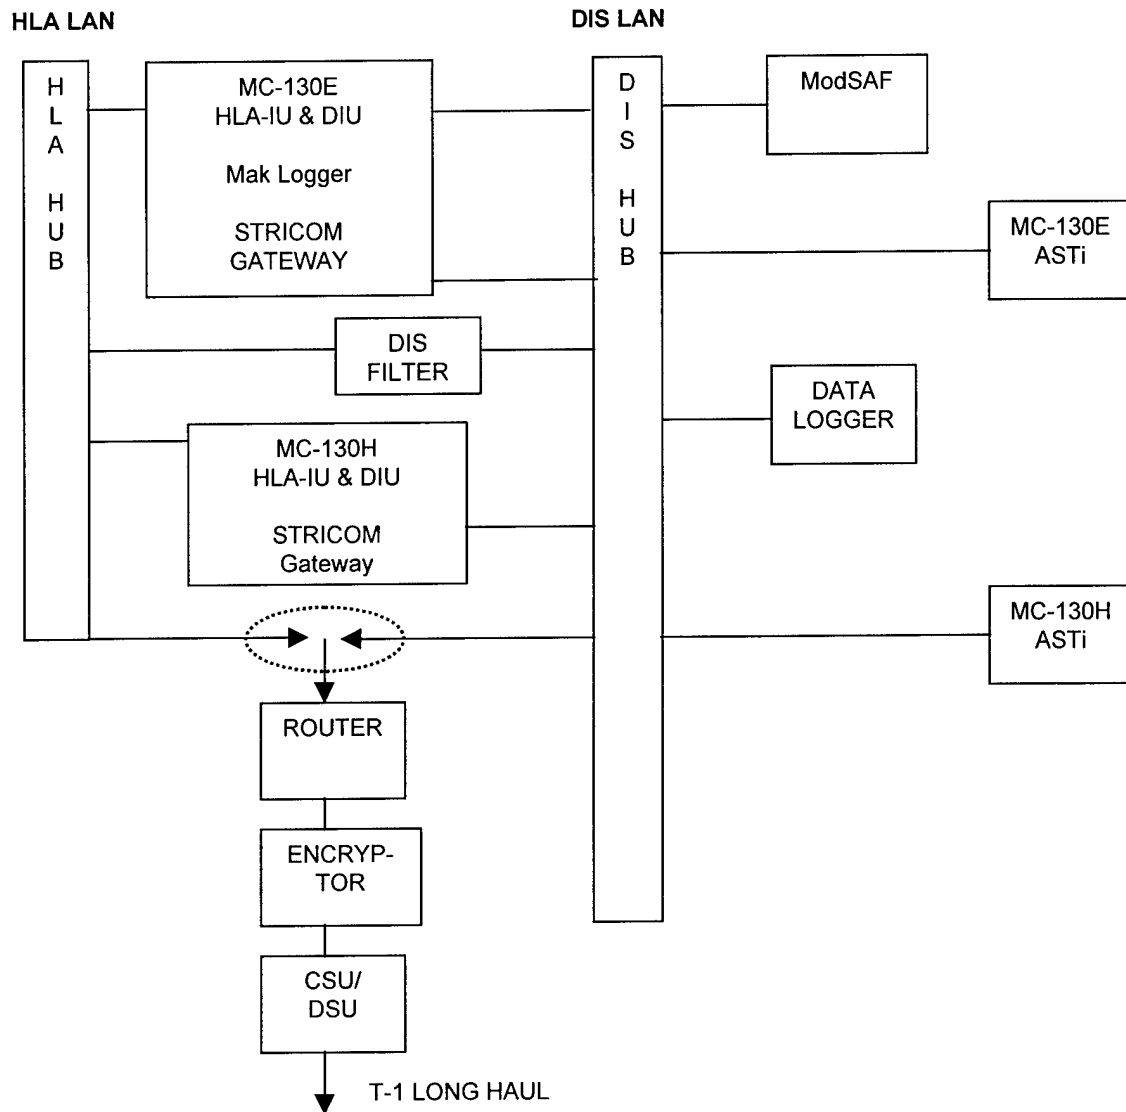 HLA LAN
DIS LAN
H
L
A
H
U
B
MC-130E
HLA-IU & DIU
Mak Logger
STRICOM
GATEWAY
D
I
S
H
U
B
ModSAF
MC-130E
ASTi
DIS
FILTER
DATA
LOGGER
MC-130H
HLA-IU & DIU
STRICOM
Gateway
MC-130H
ASTi
ROUTER
ENCRYP-
TOR
CSU/
DSU
T-1 LONG HAUL